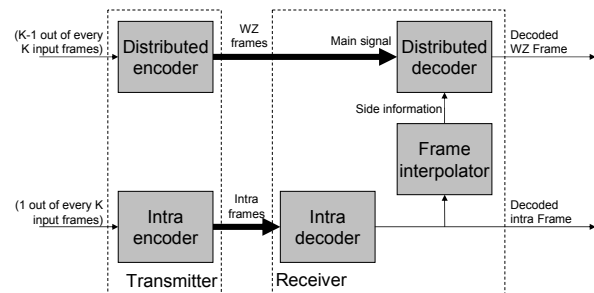 (K-1 out of every
K input frames)
Distributed
encoder
WZ
frames
Main signal
Distributed
decoder
Decoded
WZ Frame
Side information
Frame
interpolator
(1 out of every K
input frames)
Intra
encoder
Intra
frames
Intra
decoder
Decoded
intra Frame
Transmitter
Receiver